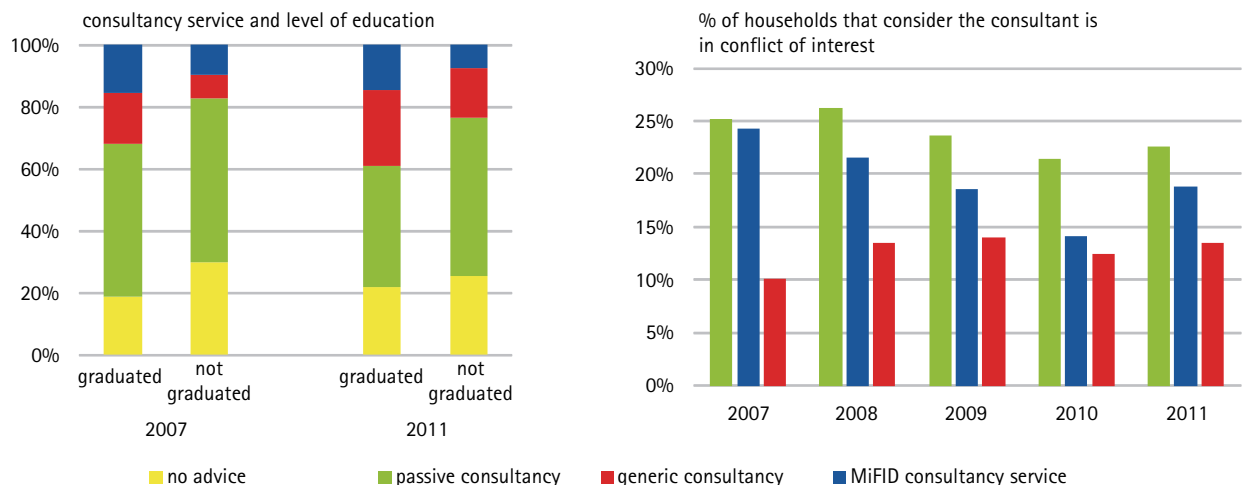 consultancy service and level of education
100%
80%
60%
40%
20%
0%
graduated
not
graduated
graduated
not
graduated
2007
2011
% of households that consider the consultant is
in conflict of interest
30%
25%
20%
15%
10%
5%
0%
2007
2008
2009
2010
2011
no advice
passive consultancy
generic consultancy
MiFID consultancy service